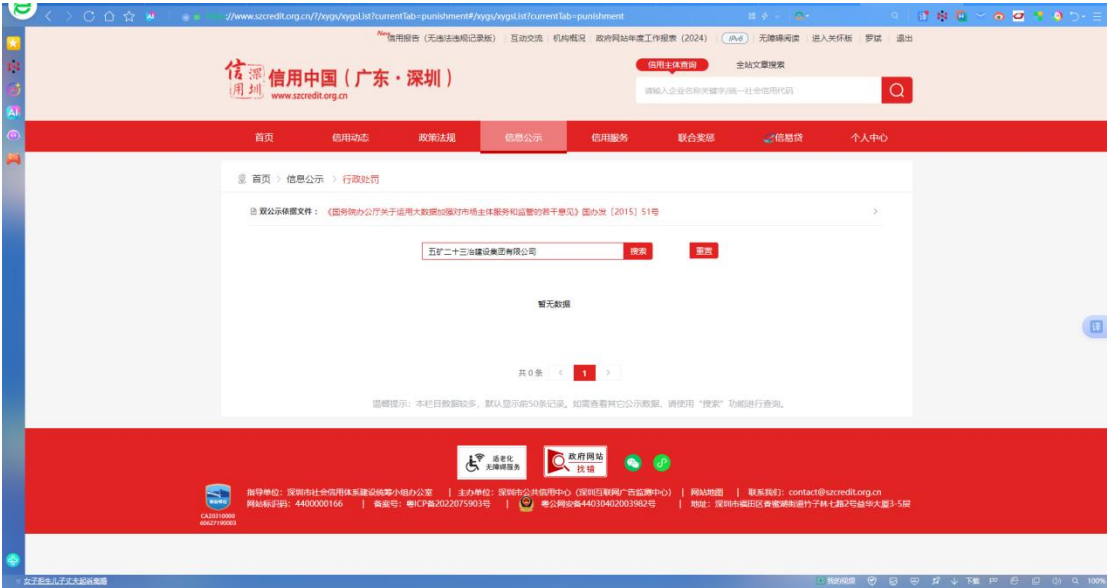 ://www.szcredit.org.cn/?/xygs/xygsList?currentTab=punishment#/xygs/xygsList?currentTab=punishment
New 信用报告（无违法违规记录版） 互动交流 机构概况 政府网站年度工作报表（2024） IPv6 无障碍阅读 进入关怀版 罗斌 退出
信用主体查询 全站文章搜索
信用 深圳 信用中国（广东·深圳）
www.szcredit.org.cn
请输入企业名称关键字/统一社会信用代码
首页 信用动态 政策法规 信息公示 信用服务 联合奖惩 信易贷 个人中心
首页 > 信息公示 > 行政处罚
双公示依据文件： 《国务院办公厅关于运用大数据加强对市场主体服务和监管的若干意见》国办发［2015］51号
五矿二十三冶建设集团有限公司 搜索 重置
暂无数据
共 0 条 < 1 >
温馨提示：本栏目数据较多，默认显示前50条记录。如需查看其它公示数据，请使用“搜索”功能进行查询。
适老化
无障碍服务
政府网站
找错
指导单位：深圳市社会信用体系建设统筹小组办公室 | 主办单位：深圳市公共信用中心（深圳互联网广告监测中心） | 网站地图 | 联系我们：contact@szcredit.org.cn
网站标识码：4400000166 | 备案号：粤ICP备2022075903号 | 粤公网安备44030402003982号 | 地址：深圳市福田区香蜜湖街道竹子林七路2号益华大厦3-5层
CA20310000
60627190003
译
我的视频 下载 100%